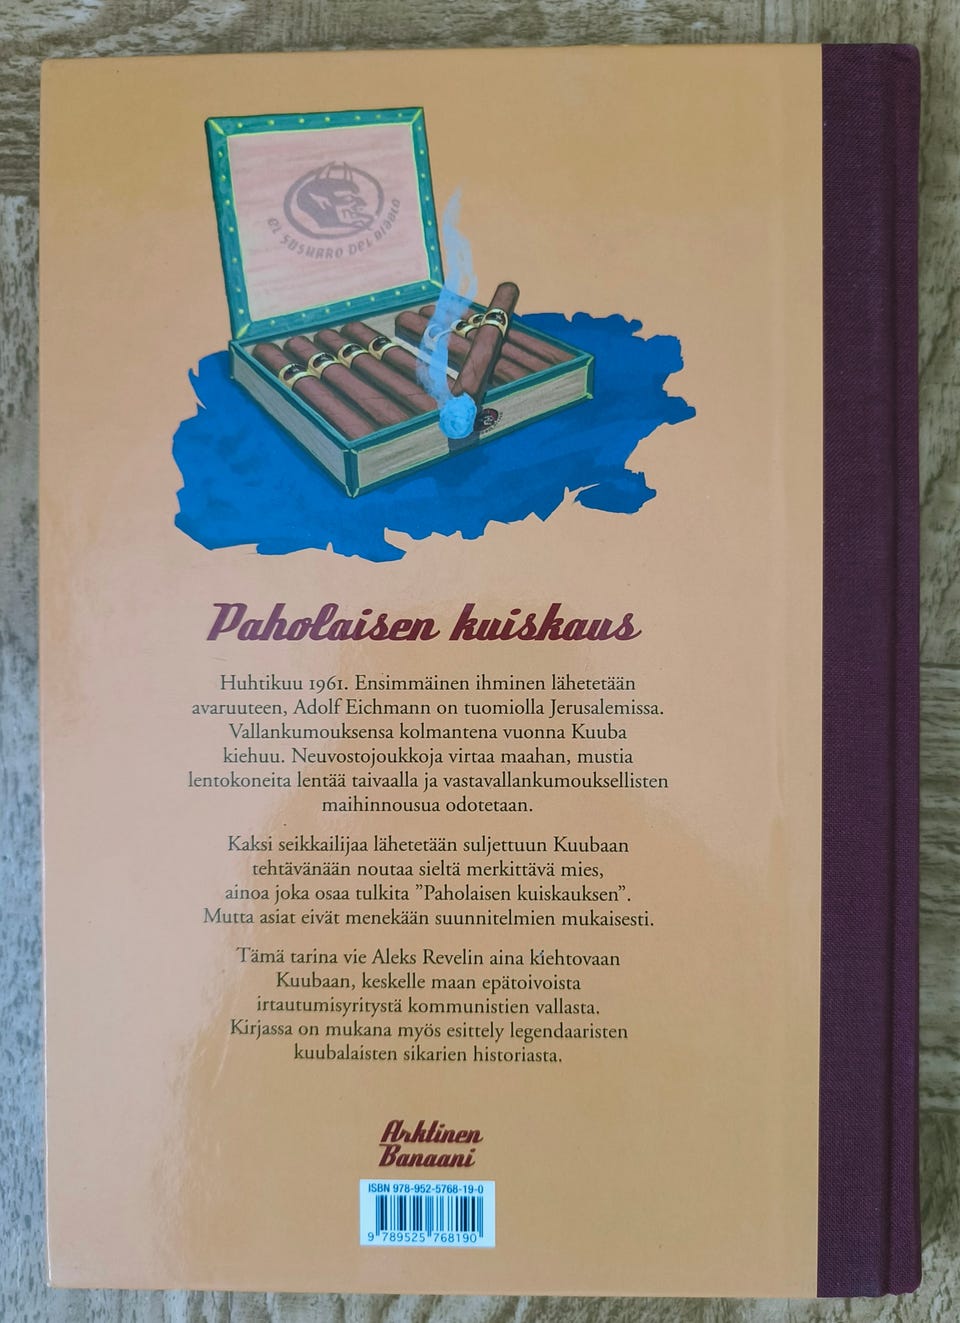 EL SUSURRO DEL DIABLO
Paholaisen kuiskaus
Huhtikuu 1961. Ensimmäinen ihminen lähetetään
avaruuteen, Adolf Eichmann on tuomiolla Jerusalemissa.
Vallankumouksensa kolmantena vuonna Kuuba
kiehuu. Neuvostojoukkoja virtaa maahan, mustia
lentokoneita lentää taivaalla ja vastavallankumouksellisten
maihinnousua odotetaan.
Kaksi seikkailijaa lähetetään suljettuun Kuubaan
tehtävänään noutaa sieltä merkittävä mies,
ainoa joka osaa tulkita ”Paholaisen kuiskauksen”.
Mutta asiat eivät menekään suunnitelmien mukaisesti.
Tämä tarina vie Aleks Revelin aina kiehtovaan
Kuubaan, keskelle maan epätoivoista
irtautumisyritystä kommunistien vallasta.
Kirjassa on mukana myös esittely legendaaristen
kuubalaisten sikarien historiasta.
Arktinen
Banaani
ISBN 978-952-5768-19-0
9 789525 768190